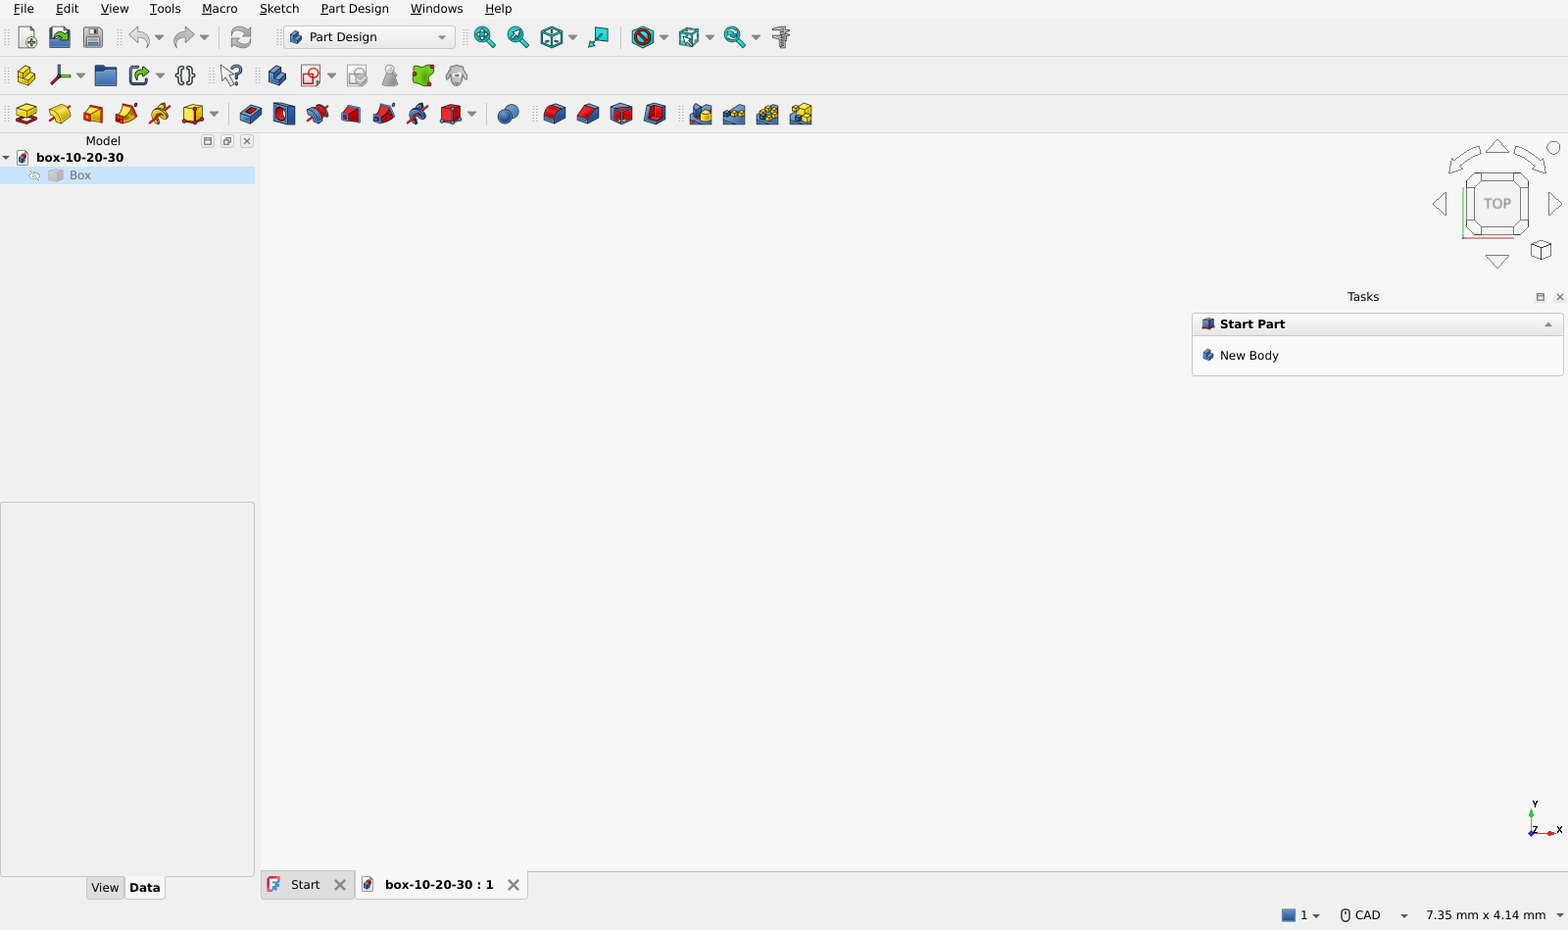 File Edit View Tools Macro Sketch Part Design Windows Help
Part Design
Model
box-10-20-30
Box
TOP
Tasks
Start Part
New Body
Y
Z X
View Data
Start box-10-20-30 : 1
1 CAD 7.35 mm x 4.14 mm